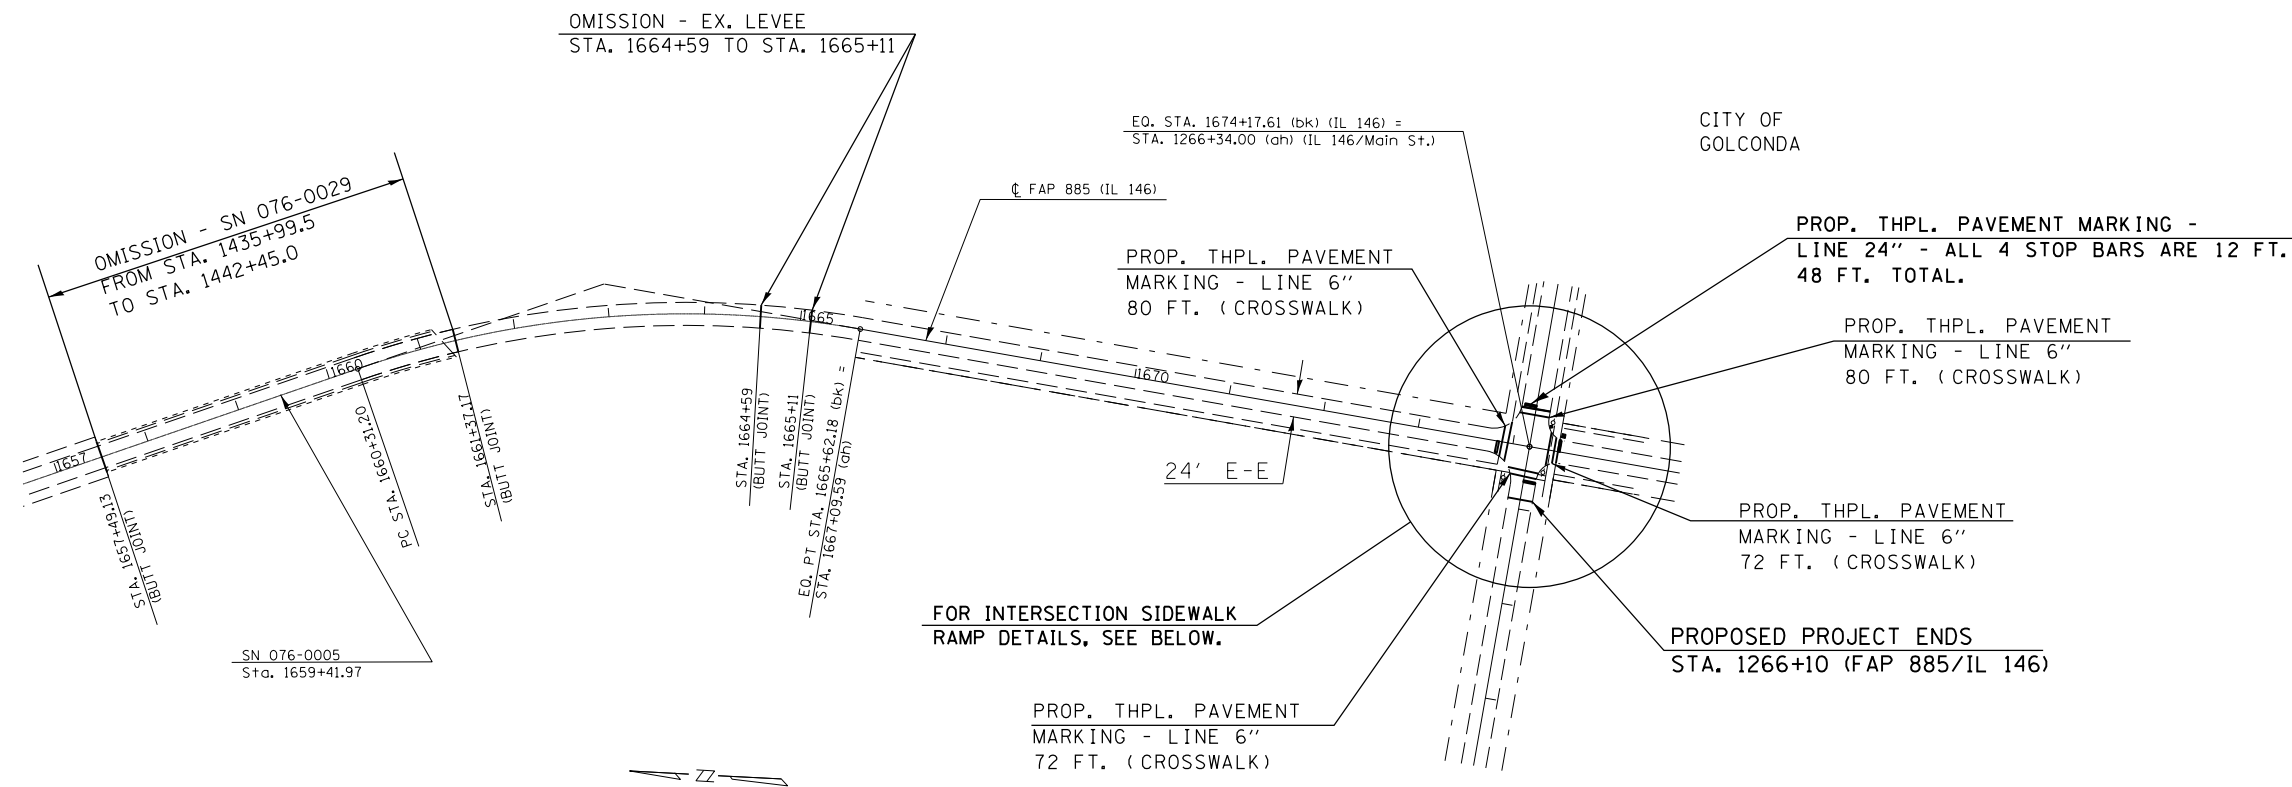 OMISSION - EX. LEVEE
STA. 1664+59 TO STA. 1665+11
EQ. STA. 1674+17.61 (bk) (IL 146) =
STA. 1266+34.00 (ah) (IL 146/Main St.)
CITY OF
GOLCONDA
℄ FAP 885 (IL 146)
OMISSION - SN 076-0029
FROM STA. 1435+99.5
TO STA. 1442+45.0
PROP. THPL. PAVEMENT
MARKING - LINE 6"
80 FT. (CROSSWALK)
PROP. THPL. PAVEMENT MARKING -
LINE 24" - ALL 4 STOP BARS ARE 12 FT.
48 FT. TOTAL.
PROP. THPL. PAVEMENT
MARKING - LINE 6"
80 FT. (CROSSWALK)
1657
1660
1665
1670
STA. 1657+49.13
(BUTT JOINT)
PC STA. 1660+31.20
STA. 1661+37.17
(BUTT JOINT)
STA. 1664+59
(BUTT JOINT)
STA. 1665+11
(BUTT JOINT)
EQ. PT STA. 1665+62.18 (bk) =
STA. 1667+09.59 (ah)
24' E-E
PROP. THPL. PAVEMENT
MARKING - LINE 6"
72 FT. (CROSSWALK)
FOR INTERSECTION SIDEWALK
RAMP DETAILS, SEE BELOW.
PROPOSED PROJECT ENDS
STA. 1266+10 (FAP 885/IL 146)
SN 076-0005
Sta. 1659+41.97
PROP. THPL. PAVEMENT
MARKING - LINE 6"
72 FT. (CROSSWALK)
Z